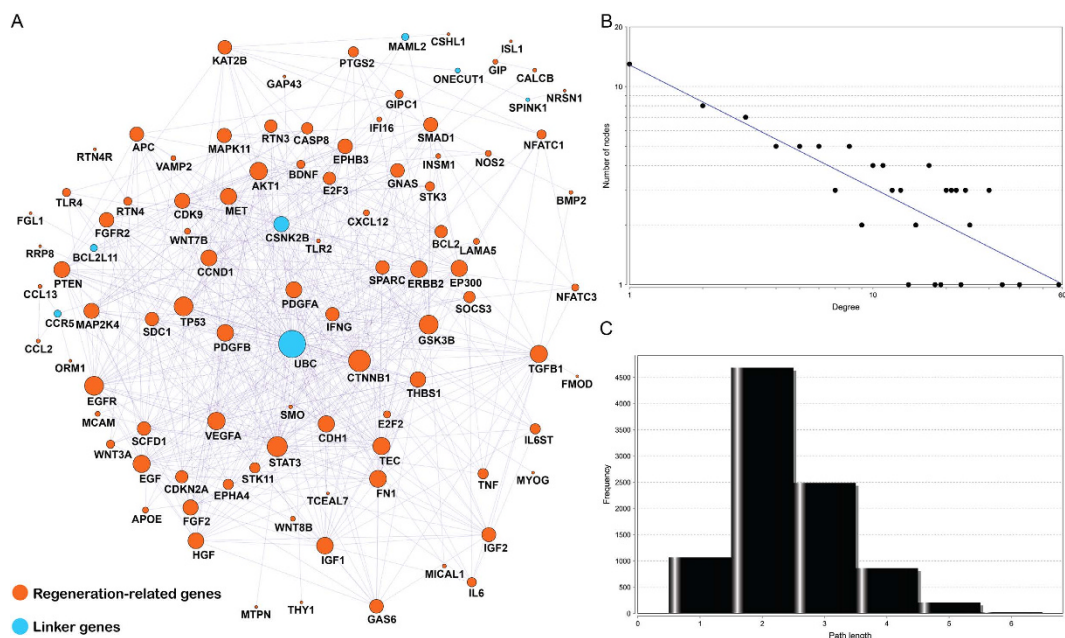 A
KAT2B
PTGS2
MAML2
CSHL1
ISL1
ONECUT1
GIP
CALCB
GAP43
SPINK1
NRSN1
GIPC1
IFI16
APC
MAPK11
RTN3
CASP8
SMAD1
NFATC1
RTN4R
VAMP2
AKT1
BDNF
EPHB3
E2F3
GNAS
INSM1
NOS2
STK3
BMP2
TLR4
RTN4
CDK9
MET
CXCL12
FGL1
FGFR2
WNT7B
CSNK2B
TLR2
BCL2
LAMA5
RRP8
BCL2L11
CCND1
PTEN
SPARC
ERBB2
EP300
CCL13
PDGFA
SOCS3
NFATC3
CCR5
MAP2K4
SDC1
TP53
IFNG
CCL2
PDGFB
GSK3B
UBC
ORM1
CTNNB1
TGFB1
EGFR
THBS1
FMOD
MCAM
SMO
E2F2
SCFD1
VEGFA
CDH1
IL6ST
WNT3A
STAT3
TEC
EGF
STK11
CDKN2A
EPHA4
FN1
TNF
MYOG
TCEAL7
APOE
FGF2
WNT8B
HGF
IGF1
IGF2
MICAL1
IL6
MTPN
THY1
GAS6
Regeneration-related genes
Linker genes
B
20
10
1
Number of nodes
1
10
60
Degree
C
4500
4000
3500
3000
2500
2000
1500
1000
500
0
Frequency
0
1
2
3
4
5
6
Path length